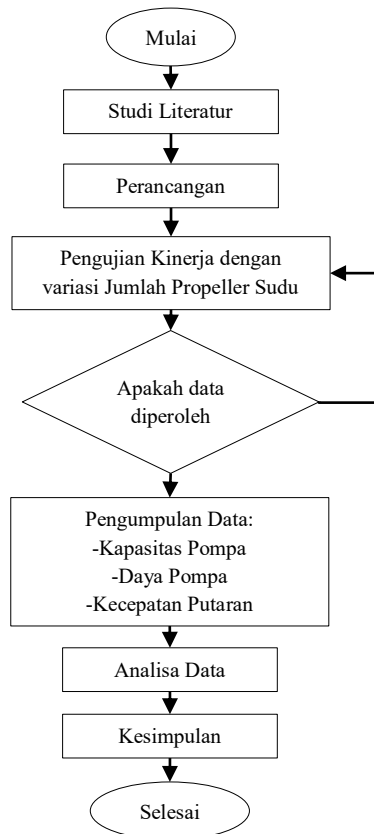 Mulai
Studi Literatur
Perancangan
Pengujian Kinerja dengan
variasi Jumlah Propeller Sudu
Apakah data
diperoleh
Pengumpulan Data:
-Kapasitas Pompa
-Daya Pompa
-Kecepatan Putaran
Analisa Data
Kesimpulan
Selesai